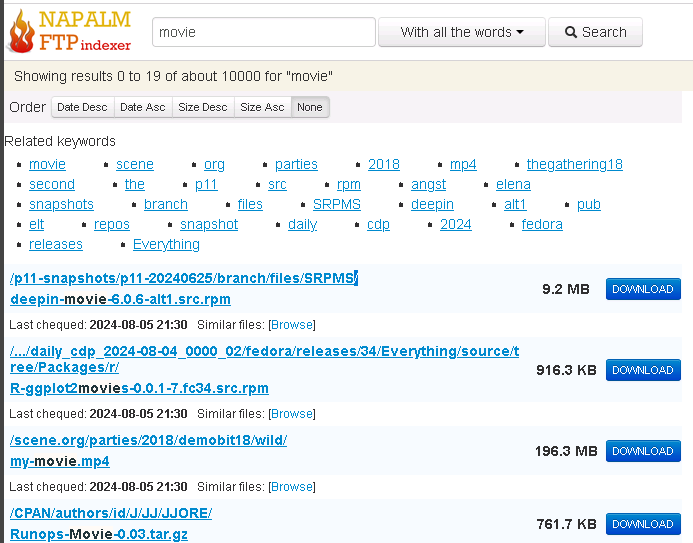 NAPALM
FTP indexer
movie
With all the words
Search
Showing results 0 to 19 of about 10000 for "movie"
Order Date Desc Date Asc Size Desc Size Asc None
Related keywords
movie scene org parties 2018 mp4 thegathering18
second the p11 src rpm angst elena
snapshots branch files SRPMS deepin alt1 pub
elt repos snapshot daily cdp 2024 fedora
releases Everything
/p11-snapshots/p11-20240625/branch/files/SRPMS/
deepin-movie-6.0.6-alt1.src.rpm
9.2 MB DOWNLOAD
Last chequed: 2024-08-05 21:30 Similar files: [Browse]
/.../daily_cdp_2024-08-04_0000_02/fedora/releases/34/Everything/source/t
ree/Packages/r/
R-ggplot2movies-0.0.1-7.fc34.src.rpm
916.3 KB DOWNLOAD
Last chequed: 2024-08-05 21:30 Similar files: [Browse]
/scene.org/parties/2018/demobit18/wild/
my-movie.mp4
196.3 MB DOWNLOAD
Last chequed: 2024-08-05 21:30 Similar files: [Browse]
/CPAN/authors/id/J/JJ/JJORE/
Runops-Movie-0.03.tar.gz
761.7 KB DOWNLOAD